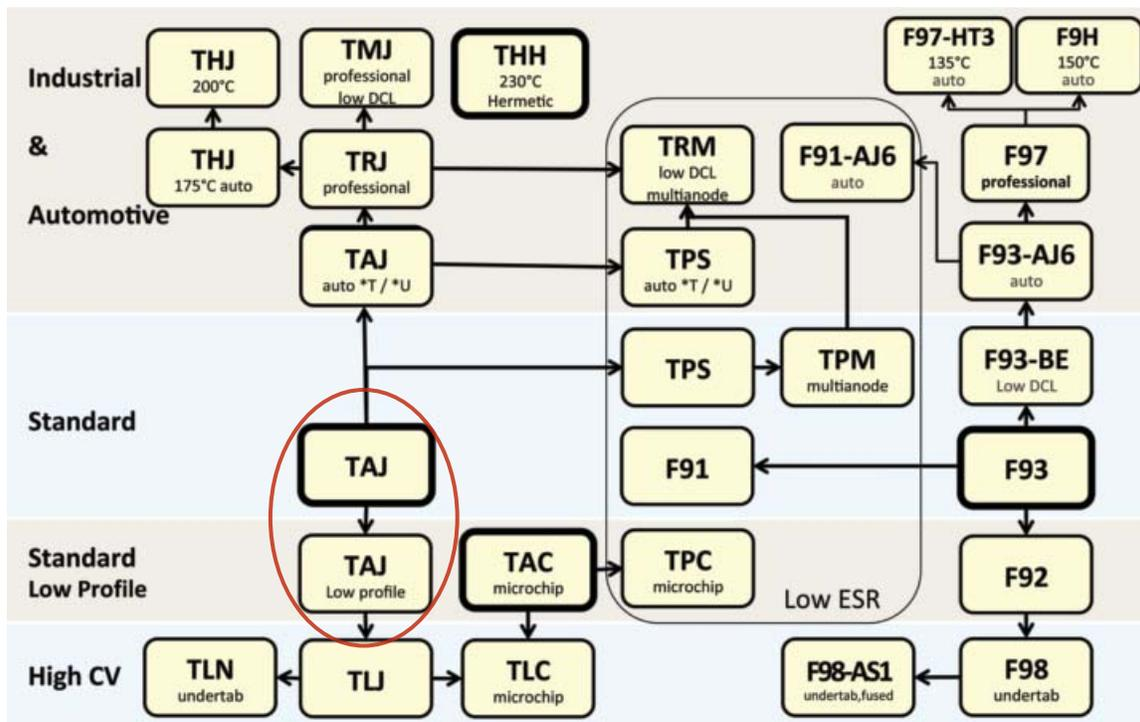 Industrial
&
Automotive
THJ
200°C
TMJ
professional
low DCL
THH
230°C
Hermetic
F97-HT3
135°C
auto
F9H
150°C
auto
THJ
175°C auto
TRJ
professional
TRM
low DCL
multianode
F91-AJ6
auto
F97
professional
TAJ
auto *T / *U
TPS
auto *T / *U
F93-AJ6
auto
Standard
TPS
TPM
multianode
F93-BE
Low DCL
TAJ
F91
F93
Standard
Low Profile
TAJ
Low profile
TAC
microchip
TPC
microchip
Low ESR
F92
High CV
TLN
undertab
TLJ
TLC
microchip
F98-AS1
undertab,fused
F98
undertab